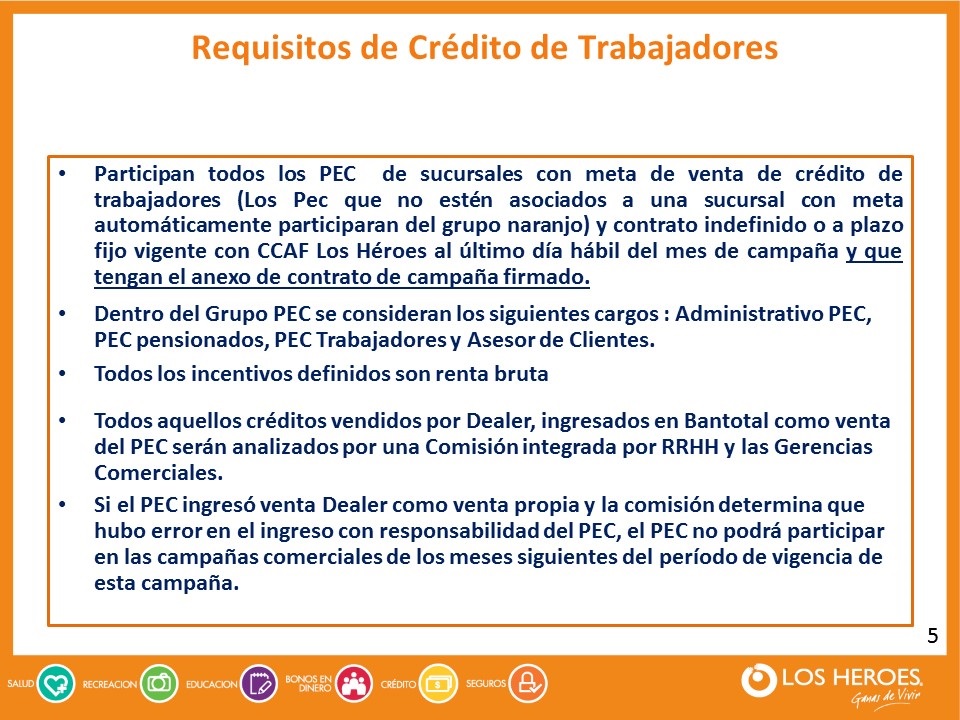 Requisitos de Crédito de Trabajadores
• Participan todos los PEC de sucursales con meta de venta de crédito de
trabajadores (Los Pec que no estén asociados a una sucursal con meta
automáticamente participaran del grupo naranjo) y contrato indefinido o a plazo
fijo vigente con CCAF Los Héroes al último día hábil del mes de campaña y que
tengan el anexo de contrato de campaña firmado.
• Dentro del Grupo PEC se consideran los siguientes cargos : Administrativo PEC,
PEC pensionados, PEC Trabajadores y Asesor de Clientes.
• Todos los incentivos definidos son renta bruta
• Todos aquellos créditos vendidos por Dealer, ingresados en Bantotal como venta
del PEC serán analizados por una Comisión integrada por RRHH y las Gerencias
Comerciales.
• Si el PEC ingresó venta Dealer como venta propia y la comisión determina que
hubo error en el ingreso con responsabilidad del PEC, el PEC no podrá participar
en las campañas comerciales de los meses siguientes del período de vigencia de
esta campaña.
5
SALUD
RECREACION
EDUCACION
BONOS EN
DINERO
CRÉDITO
$
SEGUROS
LOS HEROES.
Ganas de Vivir